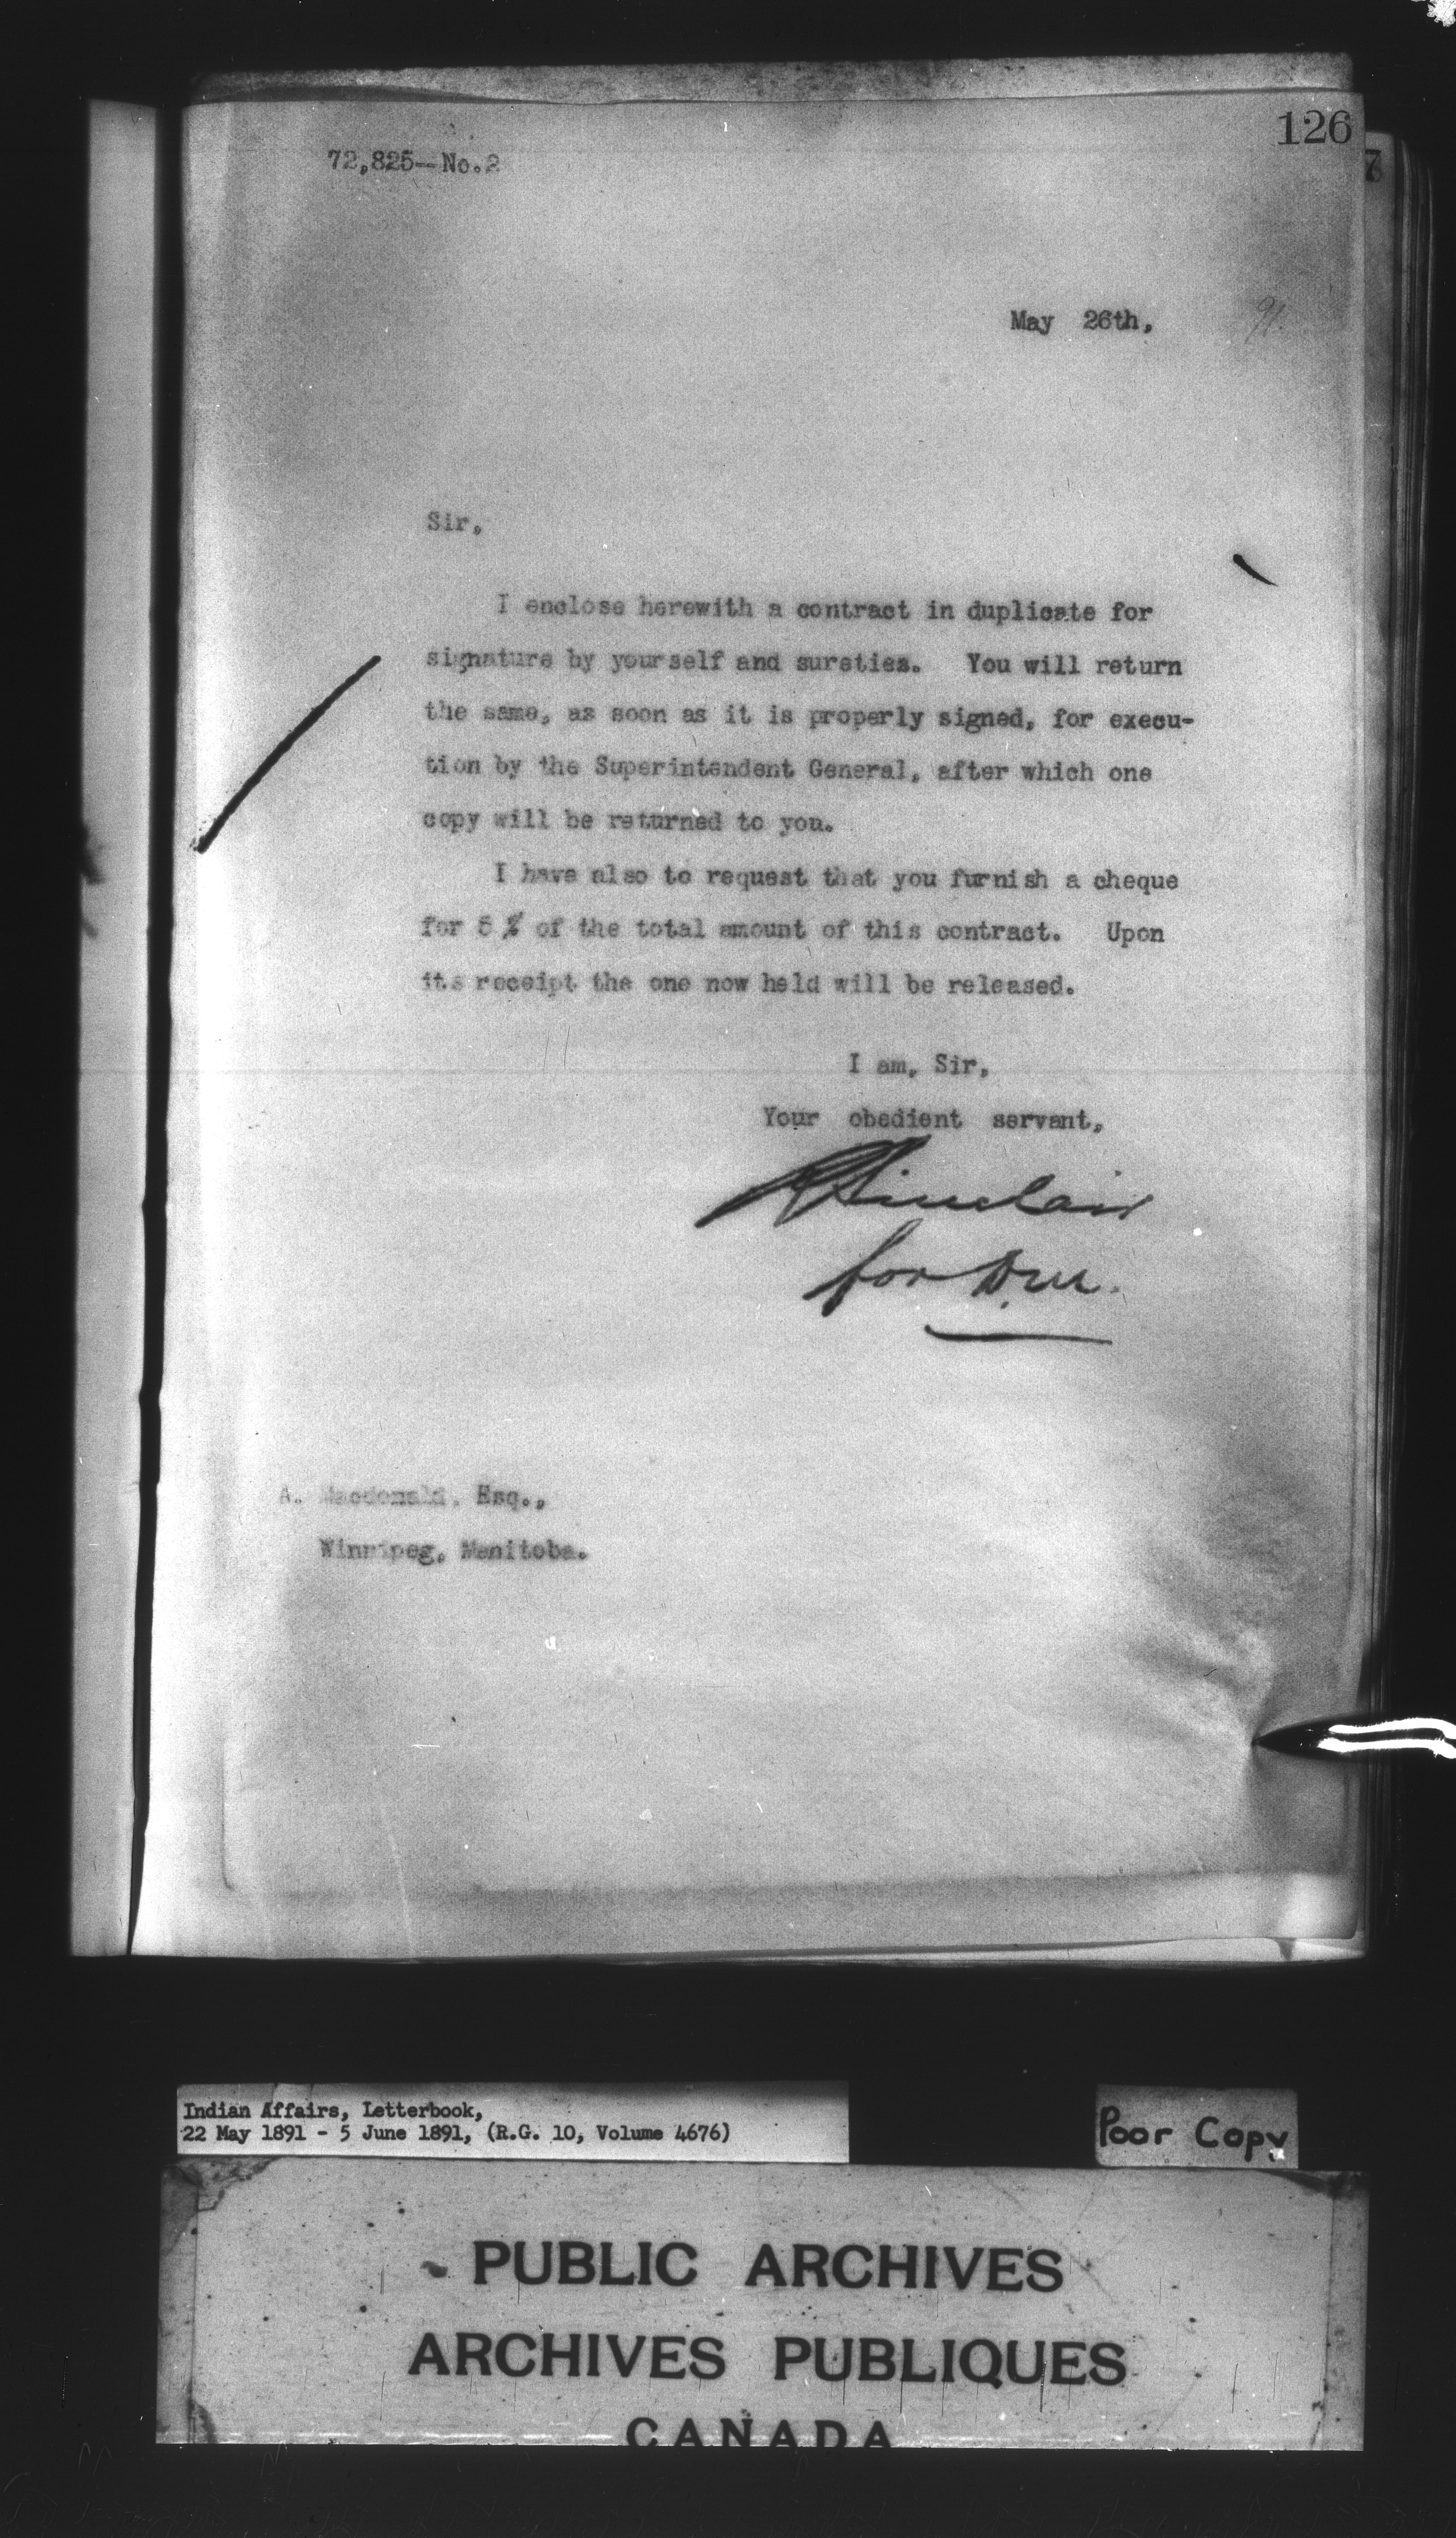 126
7
72,825--No.2
May 26th, 91.
Sir,
I enclose herewith a contract in duplicate for
signature by yourself and sureties. You will return
the same, as soon as it is properly signed, for execu-
tion by the Superintendent General, after which one
copy will be returned to you.
I have also to request that you furnish a cheque
for 5 % of the total amount of this contract. Upon
its receipt the one now held will be released.
I am, Sir,
Your obedient servant,
Sinclair
for D.M.
A. Macdonald, Esq.,
Winnipeg, Manitoba.
Indian Affairs, Letterbook,
22 May 1891 - 5 June 1891, (R.G. 10, Volume 4676)
Poor Copy
PUBLIC ARCHIVES
ARCHIVES PUBLIQUES
CANADA